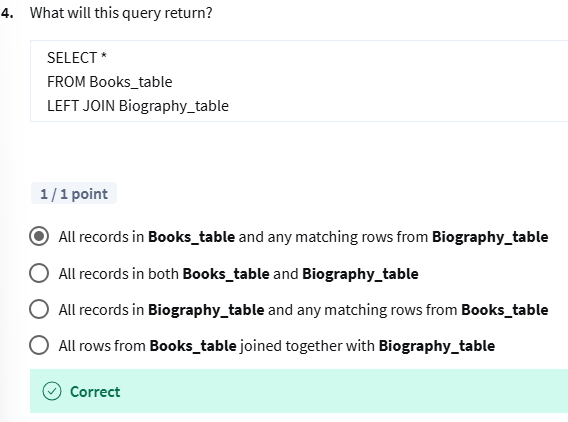 4. What will this query return?
SELECT *
FROM Books_table
LEFT JOIN Biography_table
1 / 1 point
All records in Books_table and any matching rows from Biography_table
All records in both Books_table and Biography_table
All records in Biography_table and any matching rows from Books_table
All rows from Books_table joined together with Biography_table
Correct